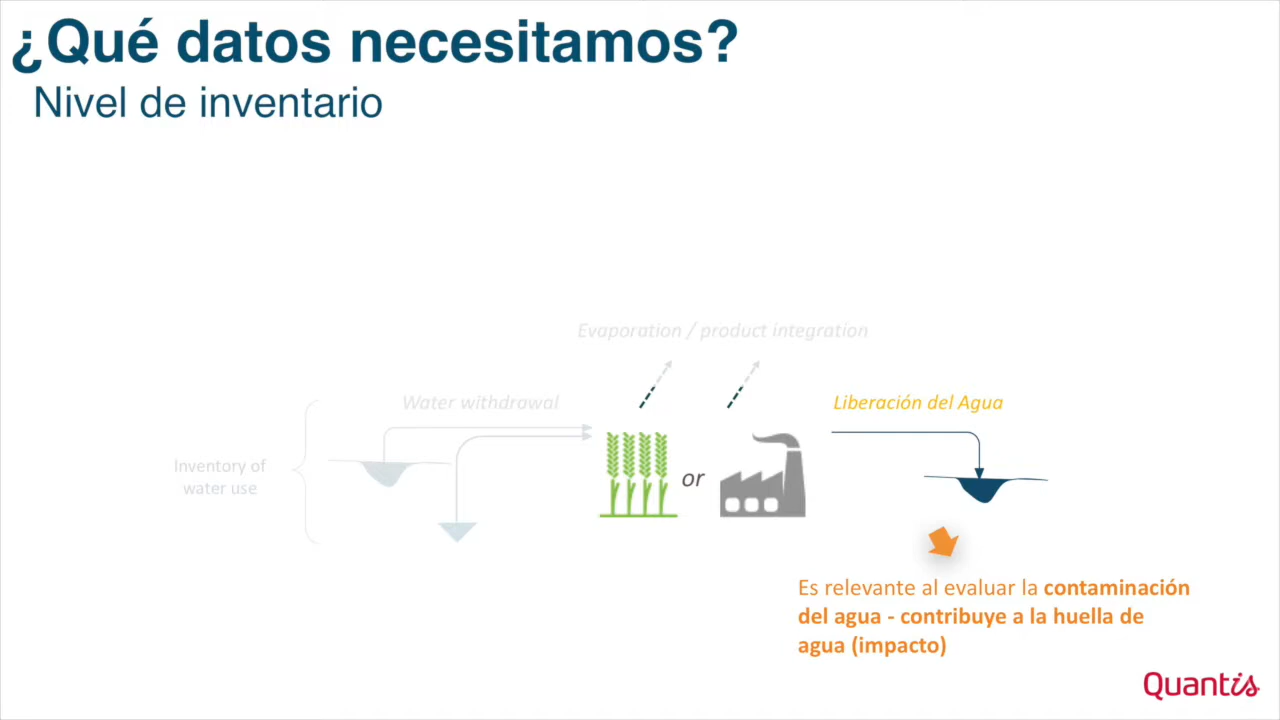 ¿Qué datos necesitamos?
Nivel de inventario
Evaporation / product integration
Water withdrawal
Liberación del Agua
Inventory of
water use
or
Es relevante al evaluar la contaminación
del agua - contribuye a la huella de
agua (impacto)
Quantis